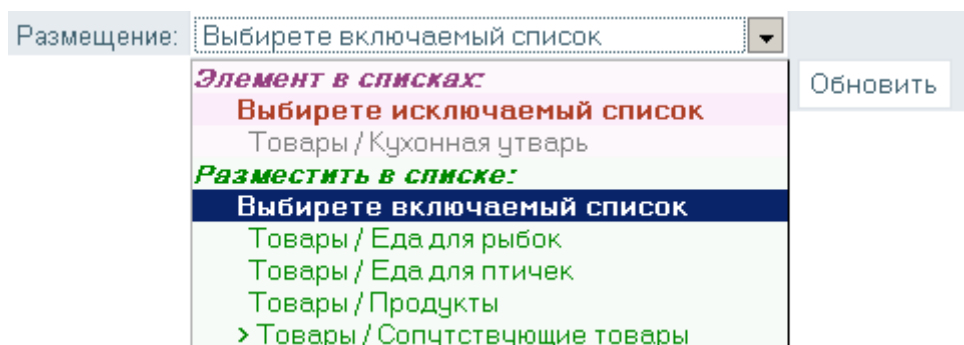 Размещение: Выбирете включаемый список
Элемент в списках:
Обновить
Выбирете исключаемый список
Товары / Кухонная утварь
Разместить в списке:
Выбирете включаемый список
Товары / Еда для рыбок
Товары / Еда для птичек
Товары / Продукты
> Товары / Сопутствующие товары